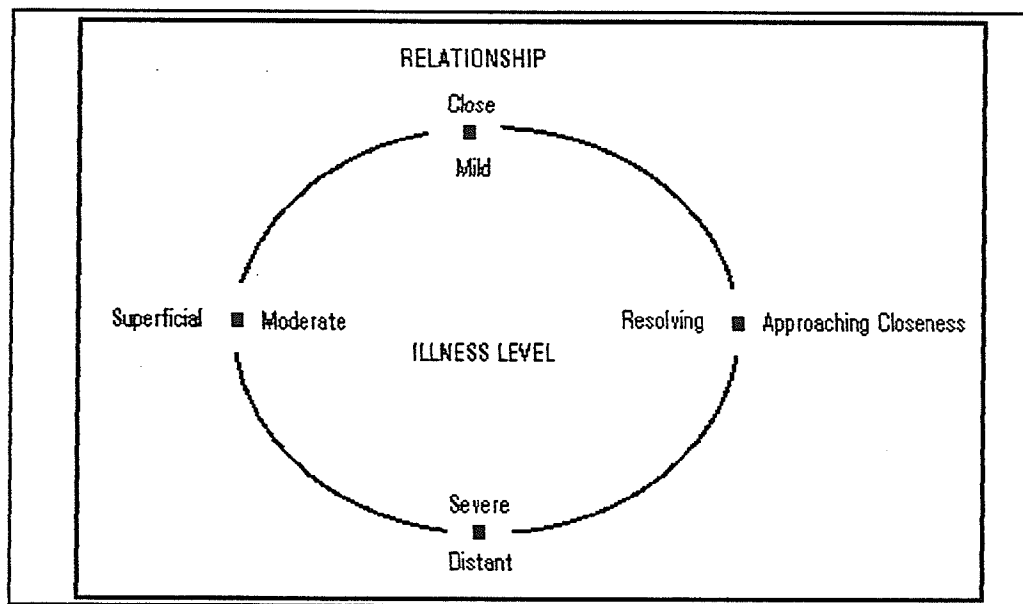 RELATIONSHIP
Close
Mild
Superficial Moderate Resolving Approaching Closeness
ILLNESS LEVEL
Severe
Distant